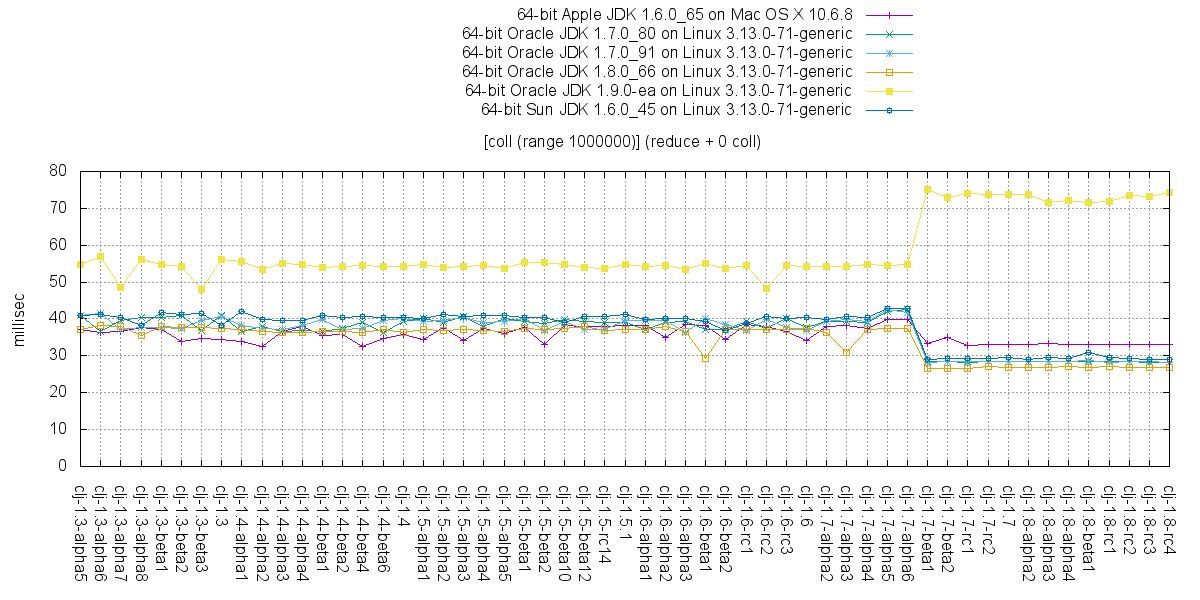 64-bit Apple JDK 1.6.0_65 on Mac OS X 10.6.8
64-bit Oracle JDK 1.7.0_80 on Linux 3.13.0-71-generic
64-bit Oracle JDK 1.7.0_91 on Linux 3.13.0-71-generic
64-bit Oracle JDK 1.8.0_66 on Linux 3.13.0-71-generic
64-bit Oracle JDK 1.9.0-ea on Linux 3.13.0-71-generic
64-bit Sun JDK 1.6.0_45 on Linux 3.13.0-71-generic
[coll (range 1000000)] (reduce + 0 coll)
80
70
60
50
40
30
20
10
0
millisec
clj-1.3-alpha5
clj-1.3-alpha6
clj-1.3-alpha7
clj-1.3-alpha8
clj-1.3-beta1
clj-1.3-beta2
clj-1.3-beta3
clj-1.3
clj-1.4-alpha1
clj-1.4-alpha2
clj-1.4-alpha3
clj-1.4-alpha4
clj-1.4-beta1
clj-1.4-beta2
clj-1.4-beta4
clj-1.4-beta6
clj-1.4
clj-1.5-alpha1
clj-1.5-alpha2
clj-1.5-alpha3
clj-1.5-alpha4
clj-1.5-alpha5
clj-1.5-beta1
clj-1.5-beta2
clj-1.5-beta10
clj-1.5-beta12
clj-1.5-rc14
clj-1.5.1
clj-1.6-alpha1
clj-1.6-alpha2
clj-1.6-alpha3
clj-1.6-beta1
clj-1.6-beta2
clj-1.6-rc1
clj-1.6-rc2
clj-1.6-rc3
clj-1.6
clj-1.7-alpha2
clj-1.7-alpha3
clj-1.7-alpha4
clj-1.7-alpha5
clj-1.7-alpha6
clj-1.7-beta1
clj-1.7-beta2
clj-1.7-rc1
clj-1.7-rc2
clj-1.7
clj-1.8-alpha2
clj-1.8-alpha3
clj-1.8-alpha4
clj-1.8-beta1
clj-1.8-rc1
clj-1.8-rc2
clj-1.8-rc3
clj-1.8-rc4